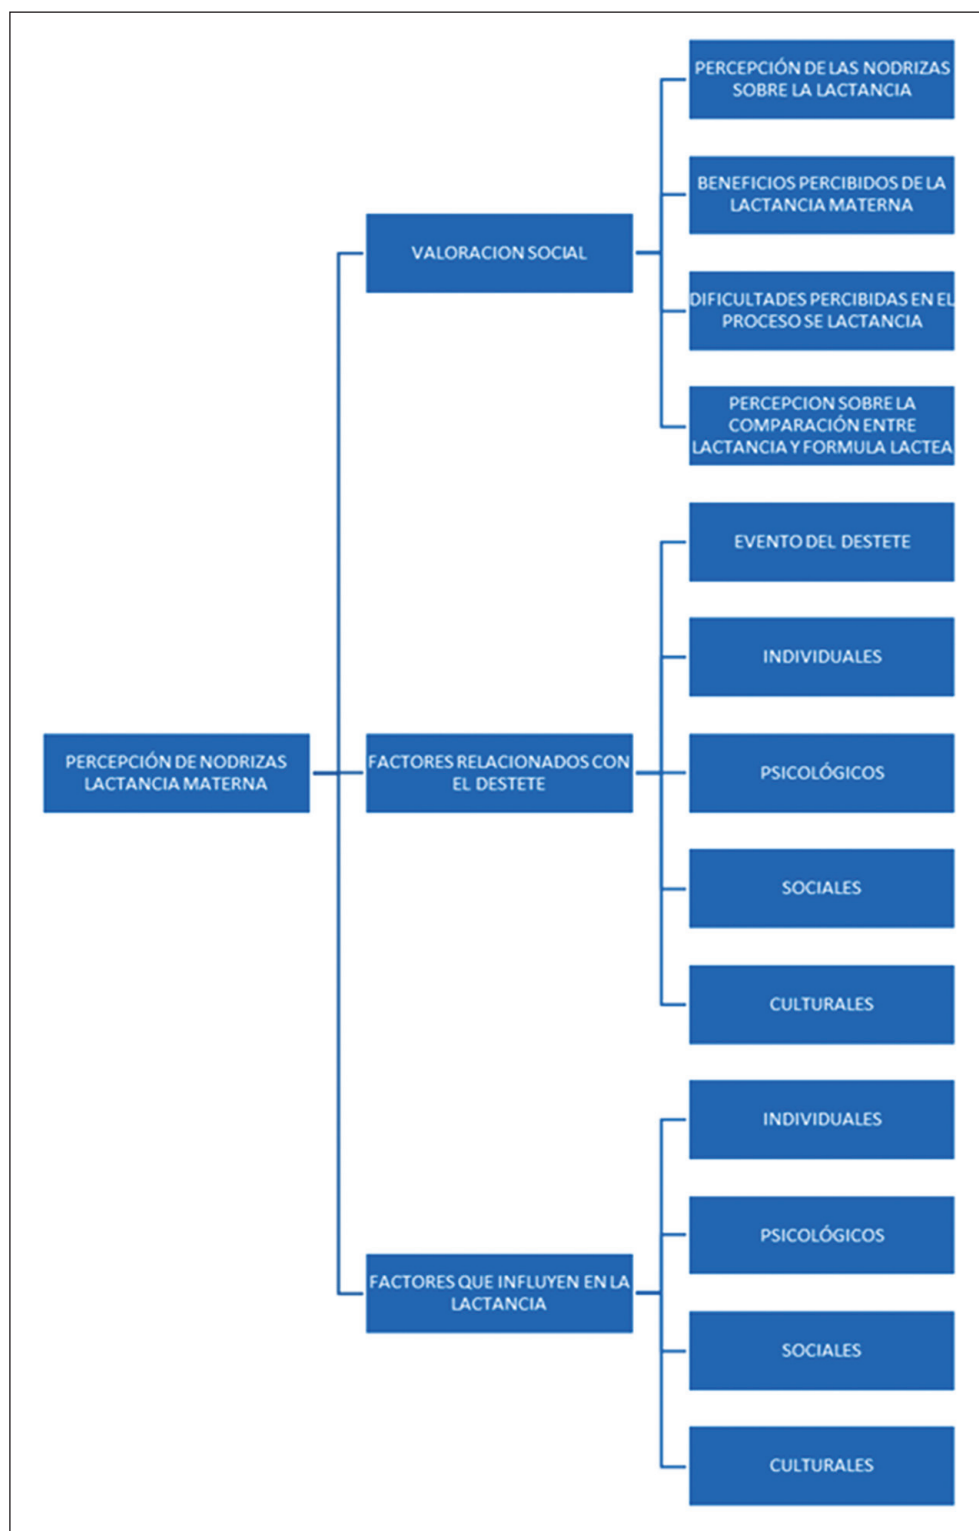 PERCEPCIÓN DE NODRIZAS
LACTANCIA MATERNA
VALORACION SOCIAL
PERCEPCIÓN DE LAS NODRIZAS
SOBRE LA LACTANCIA
BENEFICIOS PERCIBIDOS DE LA
LACTANCIA MATERNA
DIFICULTADES PERCIBIDAS EN EL
PROCESO SE LACTANCIA
PERCEPCION SOBRE LA
COMPARACIÓN ENTRE
LACTANCIA Y FORMULA LACTEA
FACTORES RELACIONADOS CON
EL DESTETE
EVENTO DEL DESTETE
INDIVIDUALES
PSICOLÓGICOS
SOCIALES
CULTURALES
FACTORES QUE INFLUYEN EN LA
LACTANCIA
INDIVIDUALES
PSICOLÓGICOS
SOCIALES
CULTURALES